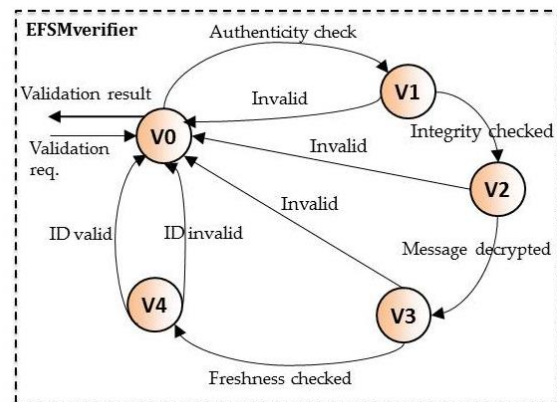 EFSMverifier
Authenticity check
Validation result
V1
Invalid
V0
Integrity checked
Validation
req.
Invalid
V2
Invalid
ID valid
ID invalid
Message decrypted
V4
V3
Freshness checked